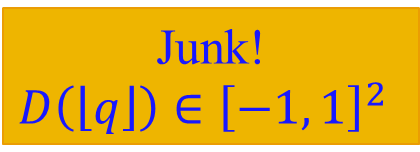 Junk!
D(⌊q⌋) ∈ [−1, 1]²